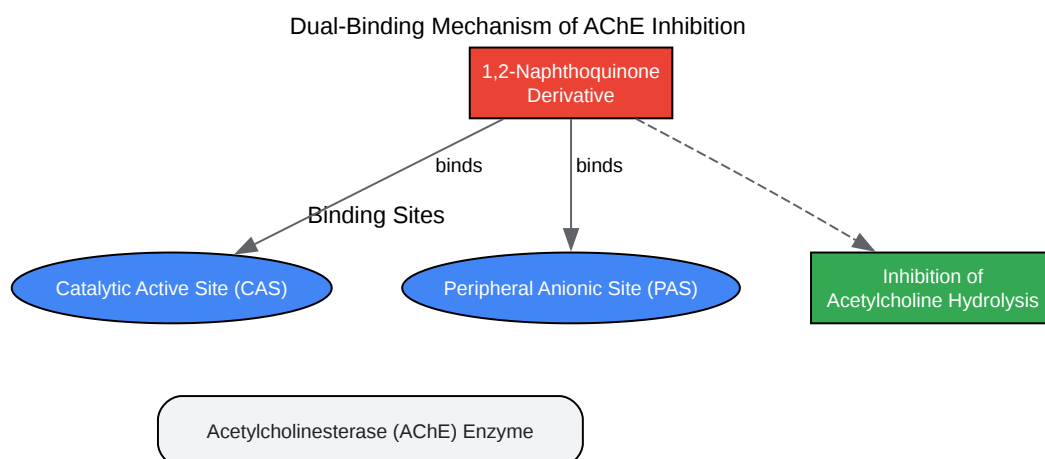 Dual-Binding Mechanism of AChE Inhibition
1,2-Naphthoquinone
Derivative
binds
binds
Binding Sites
Catalytic Active Site (CAS)
Peripheral Anionic Site (PAS)
Inhibition of
Acetylcholine Hydrolysis
Acetylcholinesterase (AChE) Enzyme